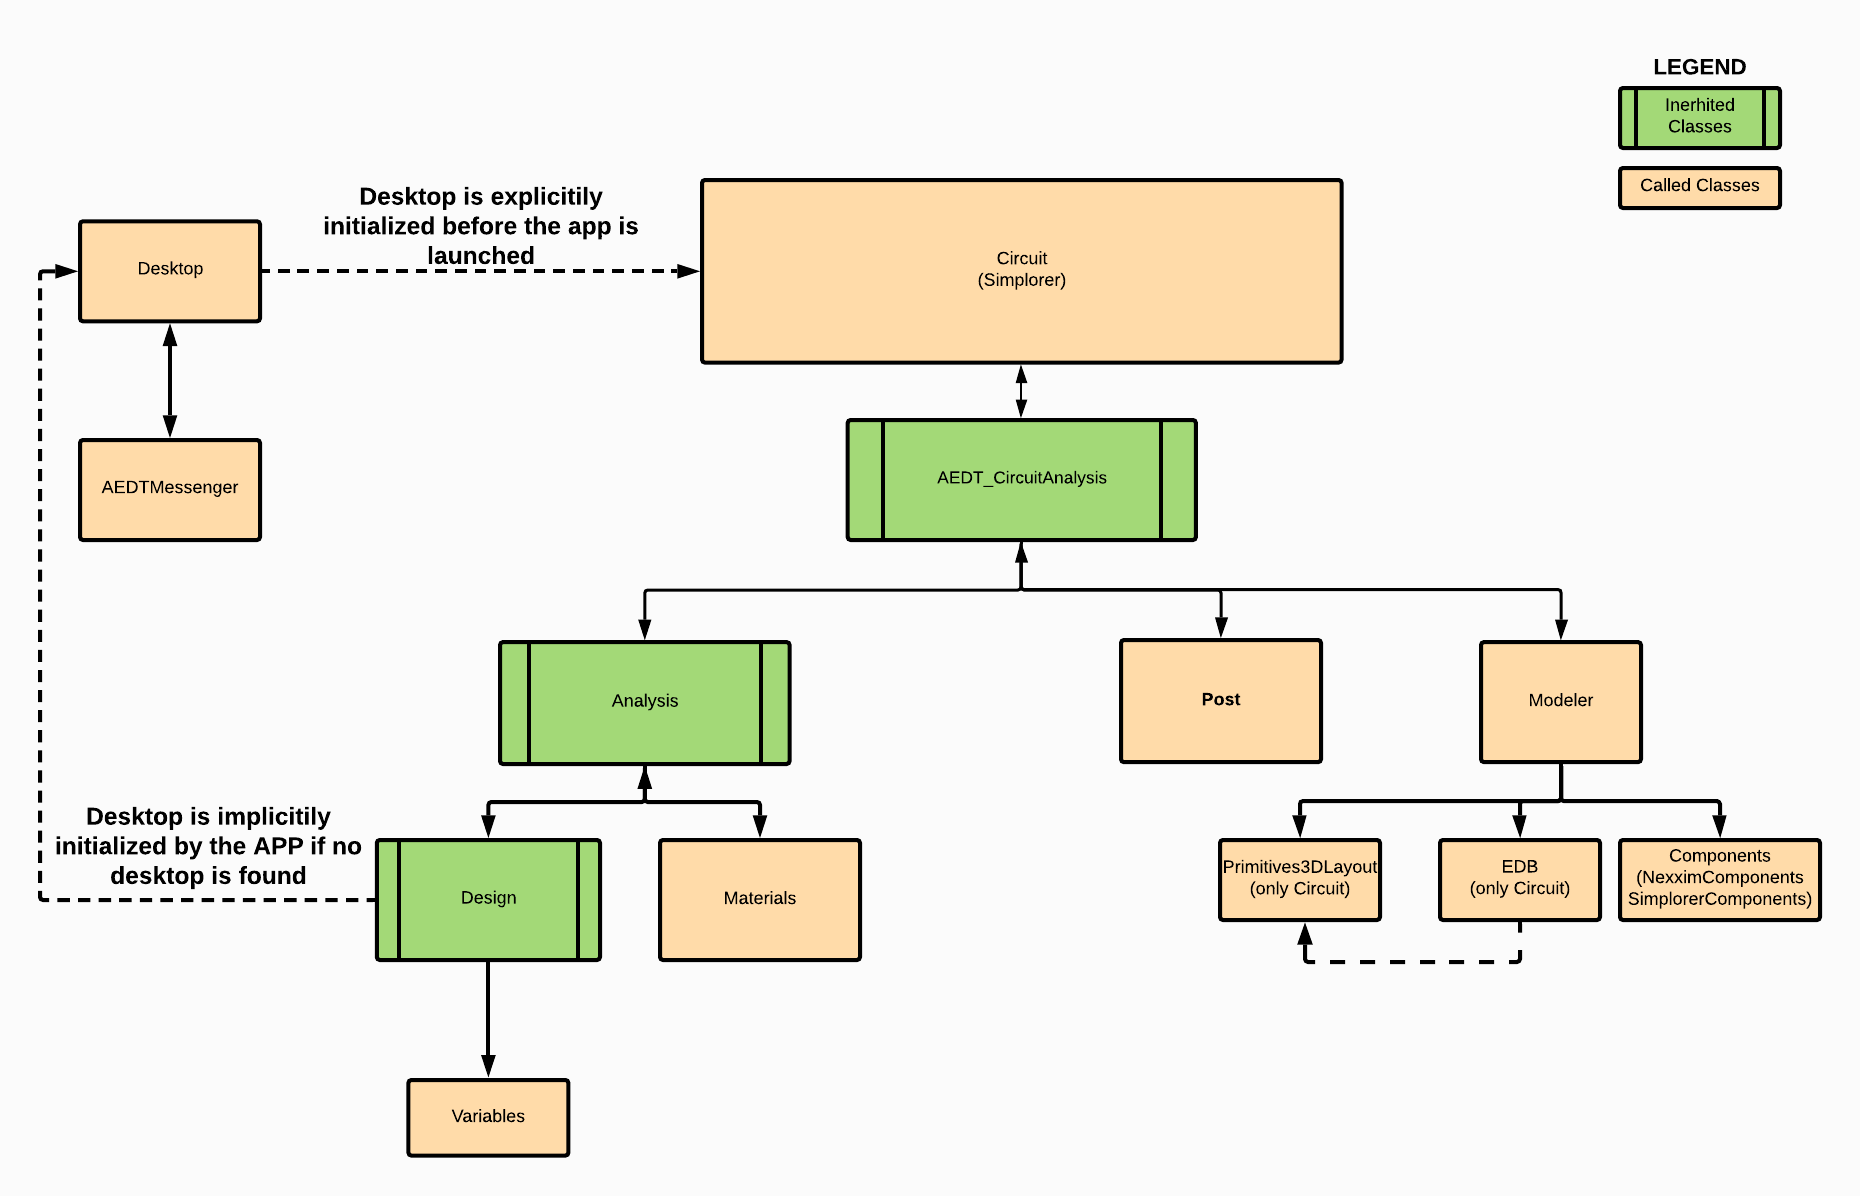 LEGEND
Inerhited
Classes
Called Classes
Desktop is explicitily
initialized before the app is
launched
Desktop
Circuit
(Simplorer)
AEDTMessenger
AEDT_CircuitAnalysis
Analysis
Post
Modeler
Desktop is implicitily
initialized by the APP if no
desktop is found
Design
Materials
Primitives3DLayout
(only Circuit)
EDB
(only Circuit)
Components
(NexximComponents
SimplorerComponents)
Variables